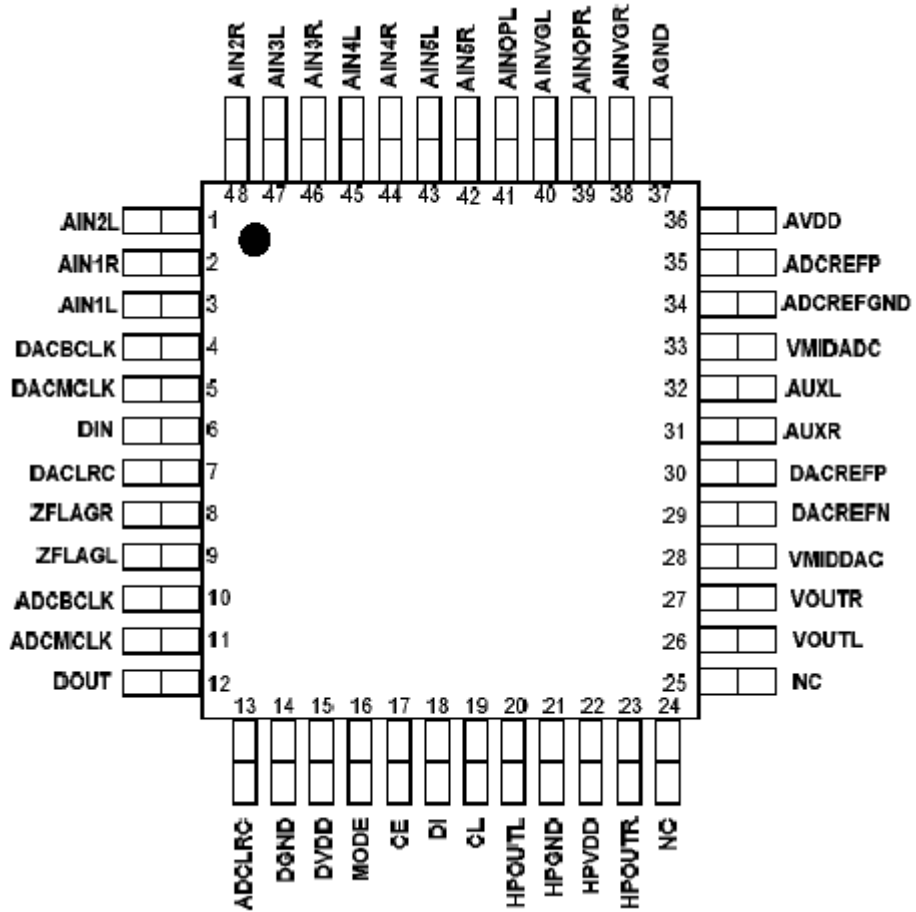 AIN2R AIN3L AIN3R AIN4L AIN4R AIN5L AIN5R AINOPL AINVGL AINOPR AINVGR AGND
48 47 46 45 44 43 42 41 40 39 38 37
AIN2L 1 36 AVDD
AIN1R 2 35 ADCREFP
AIN1L 3 34 ADCREFGND
DACBCLK 4 33 VMIDADC
DACMCLK 5 32 AUXL
DIN 6 31 AUXR
DACLRC 7 30 DACREFP
ZFLAGR 8 29 DACREFN
ZFLAGL 9 28 VMIDDAC
ADCBCLK 10 27 VOUTR
ADCMCLK 11 26 VOUTL
DOUT 12 25 NC
13 14 15 16 17 18 19 20 21 22 23 24
ADCLRC DGND DVDD MODE CE DI CL HPOUTL HPGND HPVDD HPOUTR NC